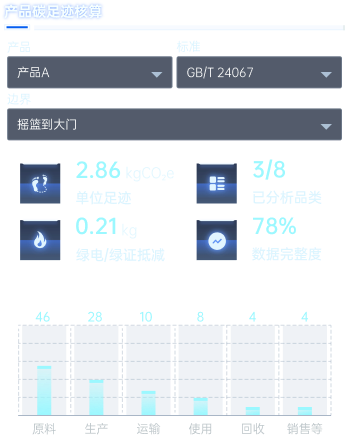 产品碳足迹核算
产品 标准
产品A GB/T 24067
边界
摇篮到大门
2.86 kgCO₂e 3/8
单位足迹 已分析品类
0.21 kg 78%
绿电/绿证抵减 数据完整度
46 28 10 8 4 4
原料 生产 运输 使用 回收 销售等